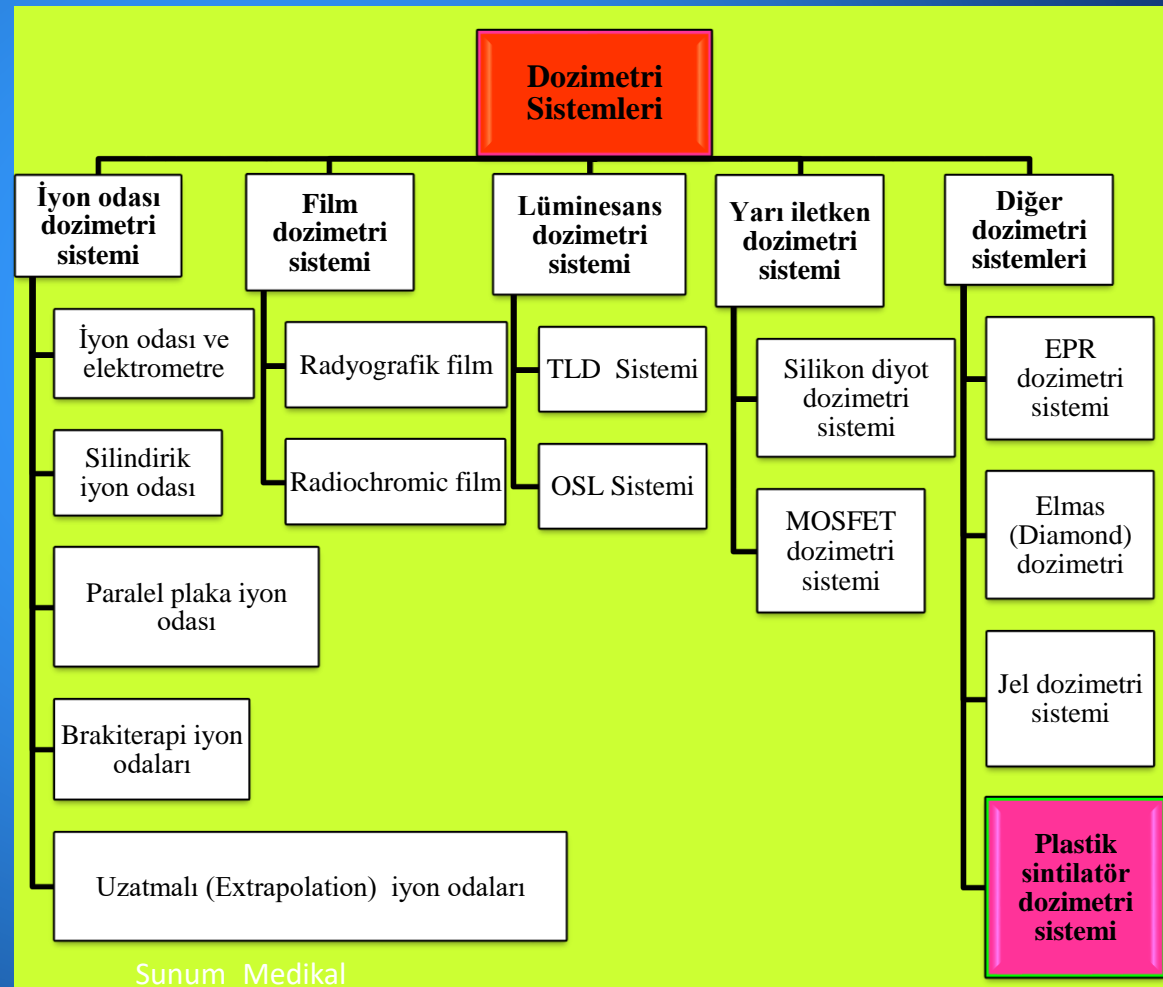 Dozimetri
Sistemleri
İyon odası
dozimetri
sistemi
İyon odası ve
elektrometre
Silindirik
iyon odası
Paralel plaka iyon
odası
Brakiterapi iyon
odaları
Uzatmalı (Extrapolation) iyon odaları
Film
dozimetri
sistemi
Radyografik film
Radiochromic film
Lüminesans
dozimetri
sistemi
TLD Sistemi
OSL Sistemi
Yarı iletken
dozimetri
sistemi
Silikon diyot
dozimetri
sistemi
MOSFET
dozimetri
sistemi
Diğer
dozimetri
sistemleri
EPR
dozimetri
sistemi
Elmas
(Diamond)
dozimetri
Jel dozimetri
sistemi
Plastik
sintilatör
dozimetri
sistemi
Sunum Medikal